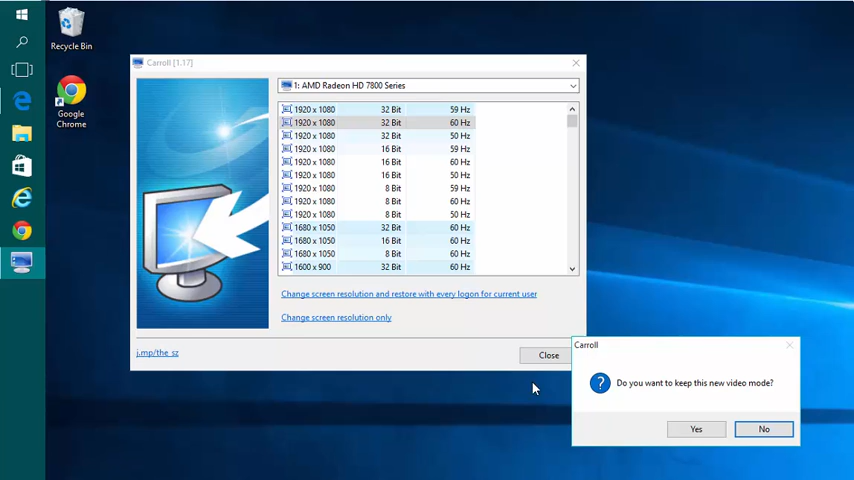 Recycle Bin
Google
Chrome
Carroll [1.17]
1: AMD Radeon HD 7800 Series
1920 x 1080 32 Bit 59 Hz
1920 x 1080 32 Bit 60 Hz
1920 x 1080 32 Bit 50 Hz
1920 x 1080 16 Bit 59 Hz
1920 x 1080 16 Bit 60 Hz
1920 x 1080 16 Bit 50 Hz
1920 x 1080 8 Bit 59 Hz
1920 x 1080 8 Bit 60 Hz
1920 x 1080 8 Bit 50 Hz
1680 x 1050 32 Bit 60 Hz
1680 x 1050 16 Bit 60 Hz
1680 x 1050 8 Bit 60 Hz
1600 x 900 32 Bit 60 Hz
Change screen resolution and restore with every logon for current user
Change screen resolution only
j.mp/the_sz
Close
Carroll
Do you want to keep this new video mode?
Yes No